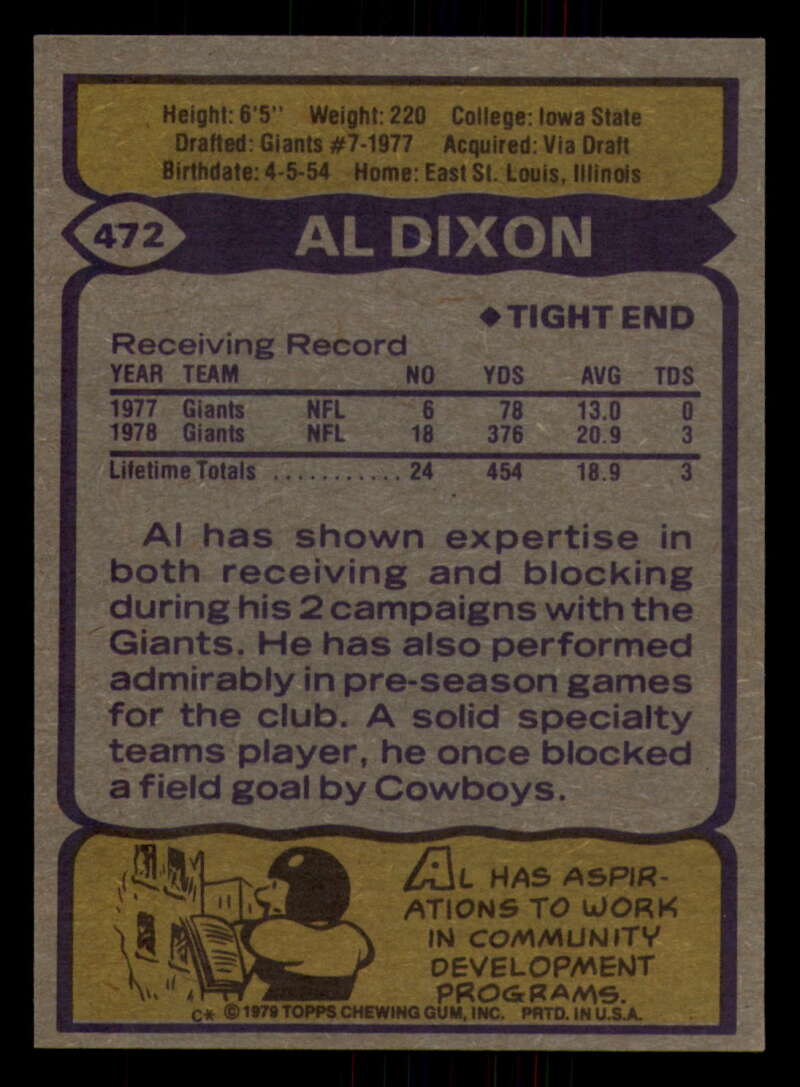 Height: 6'5" Weight: 220 College: Iowa State
Drafted: Giants #7-1977 Acquired: Via Draft
Birthdate: 4-5-54 Home: East St. Louis, Illinois
472 AL DIXON
◆ TIGHT END
Receiving Record
YEAR TEAM NO YDS AVG TDS
1977 Giants NFL 6 78 13.0 0
1978 Giants NFL 18 376 20.9 3
Lifetime Totals ........... 24 454 18.9 3
Al has shown expertise in
both receiving and blocking
during his 2 campaigns with the
Giants. He has also performed
admirably in pre-season games
for the club. A solid specialty
teams player, he once blocked
a field goal by Cowboys.
AL HAS ASPIR-
ATIONS TO WORK
IN COMMUNITY
DEVELOPMENT
PROGRAMS.
C* © 1979 TOPPS CHEWING GUM, INC. PRTD. IN U.S.A.